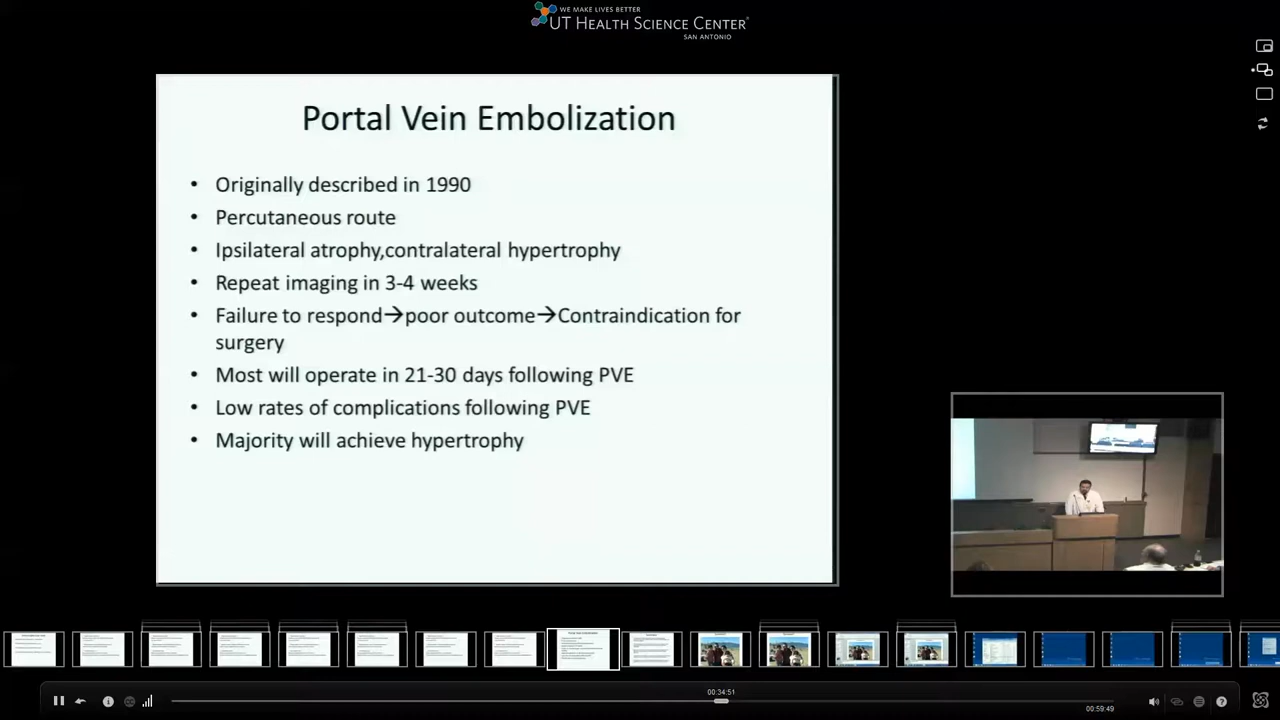 WE MAKE LIVES BETTER
UT HEALTH SCIENCE CENTER®
SAN ANTONIO
Portal Vein Embolization
• Originally described in 1990
• Percutaneous route
• Ipsilateral atrophy,contralateral hypertrophy
• Repeat imaging in 3-4 weeks
• Failure to respond→poor outcome→Contraindication for
surgery
• Most will operate in 21-30 days following PVE
• Low rates of complications following PVE
• Majority will achieve hypertrophy
00:34:51
00:59:49